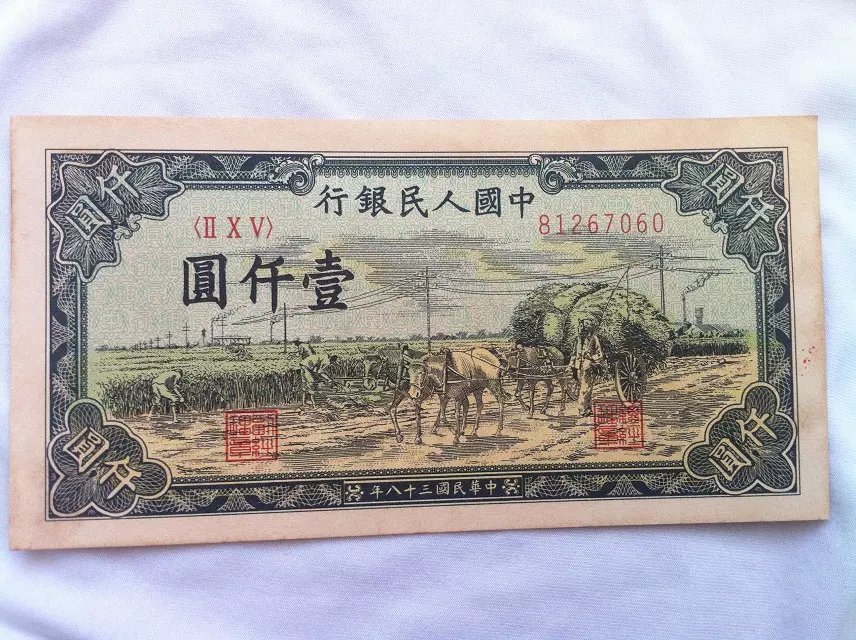 仟圓
仟圓
中國人民銀行
〈Ⅱ X V〉
81267060
壹仟圓
仟圓
仟圓
中華民國三十八年